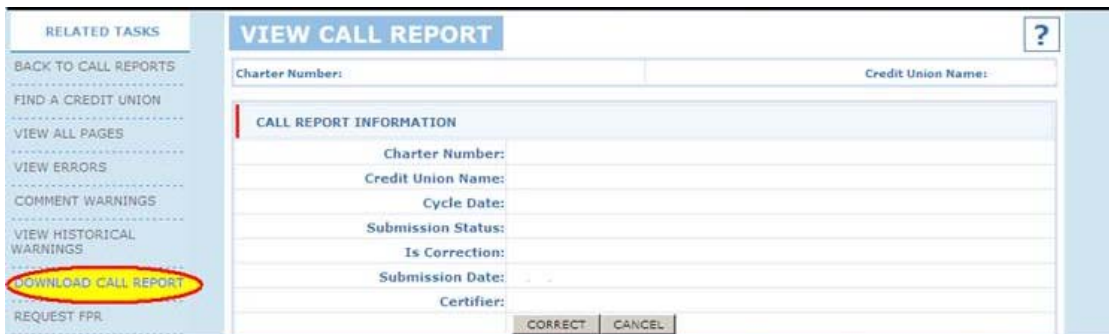 RELATED TASKS
BACK TO CALL REPORTS
FIND A CREDIT UNION
VIEW ALL PAGES
VIEW ERRORS
COMMENT WARNINGS
VIEW HISTORICAL
WARNINGS
DOWNLOAD CALL REPORT
REQUEST FPR
VIEW CALL REPORT
?
Charter Number:
Credit Union Name:
CALL REPORT INFORMATION
Charter Number:
Credit Union Name:
Cycle Date:
Submission Status:
Is Correction:
Submission Date:
Certifier:
CORRECT
CANCEL